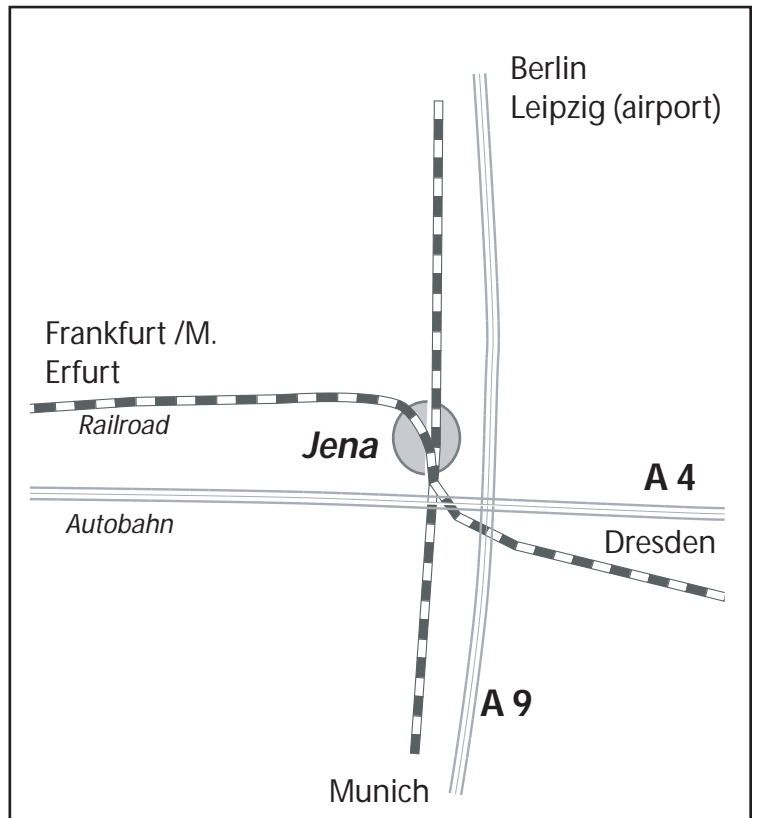 Berlin
Leipzig (airport)
Frankfurt /M.
Erfurt
Railroad
Jena
A 4
Autobahn
Dresden
A 9
Munich